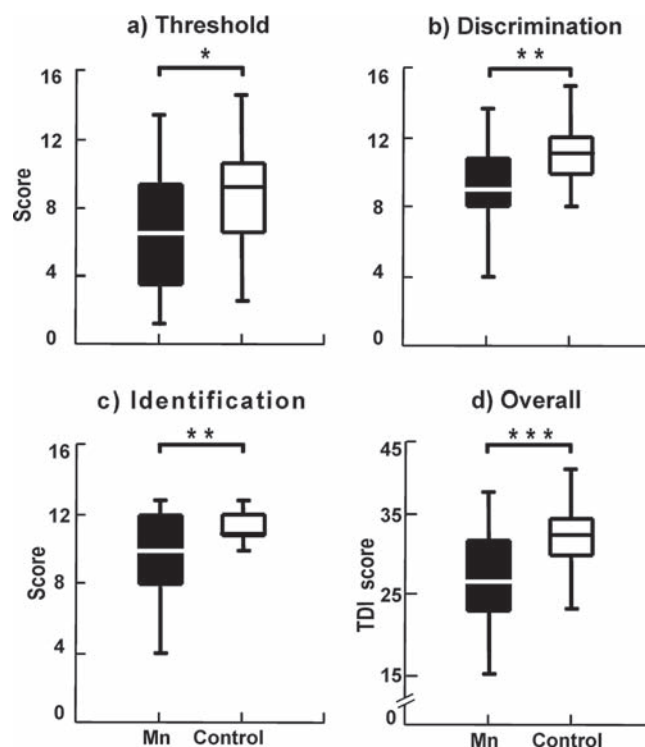 a) Threshold
b) Discrimination
*
**
16
12
8
4
0
Score
16
12
8
4
0
c) Identification
d) Overall
**
***
16
12
8
4
0
Score
45
35
25
15
0
TDI score
Mn Control
Mn Control